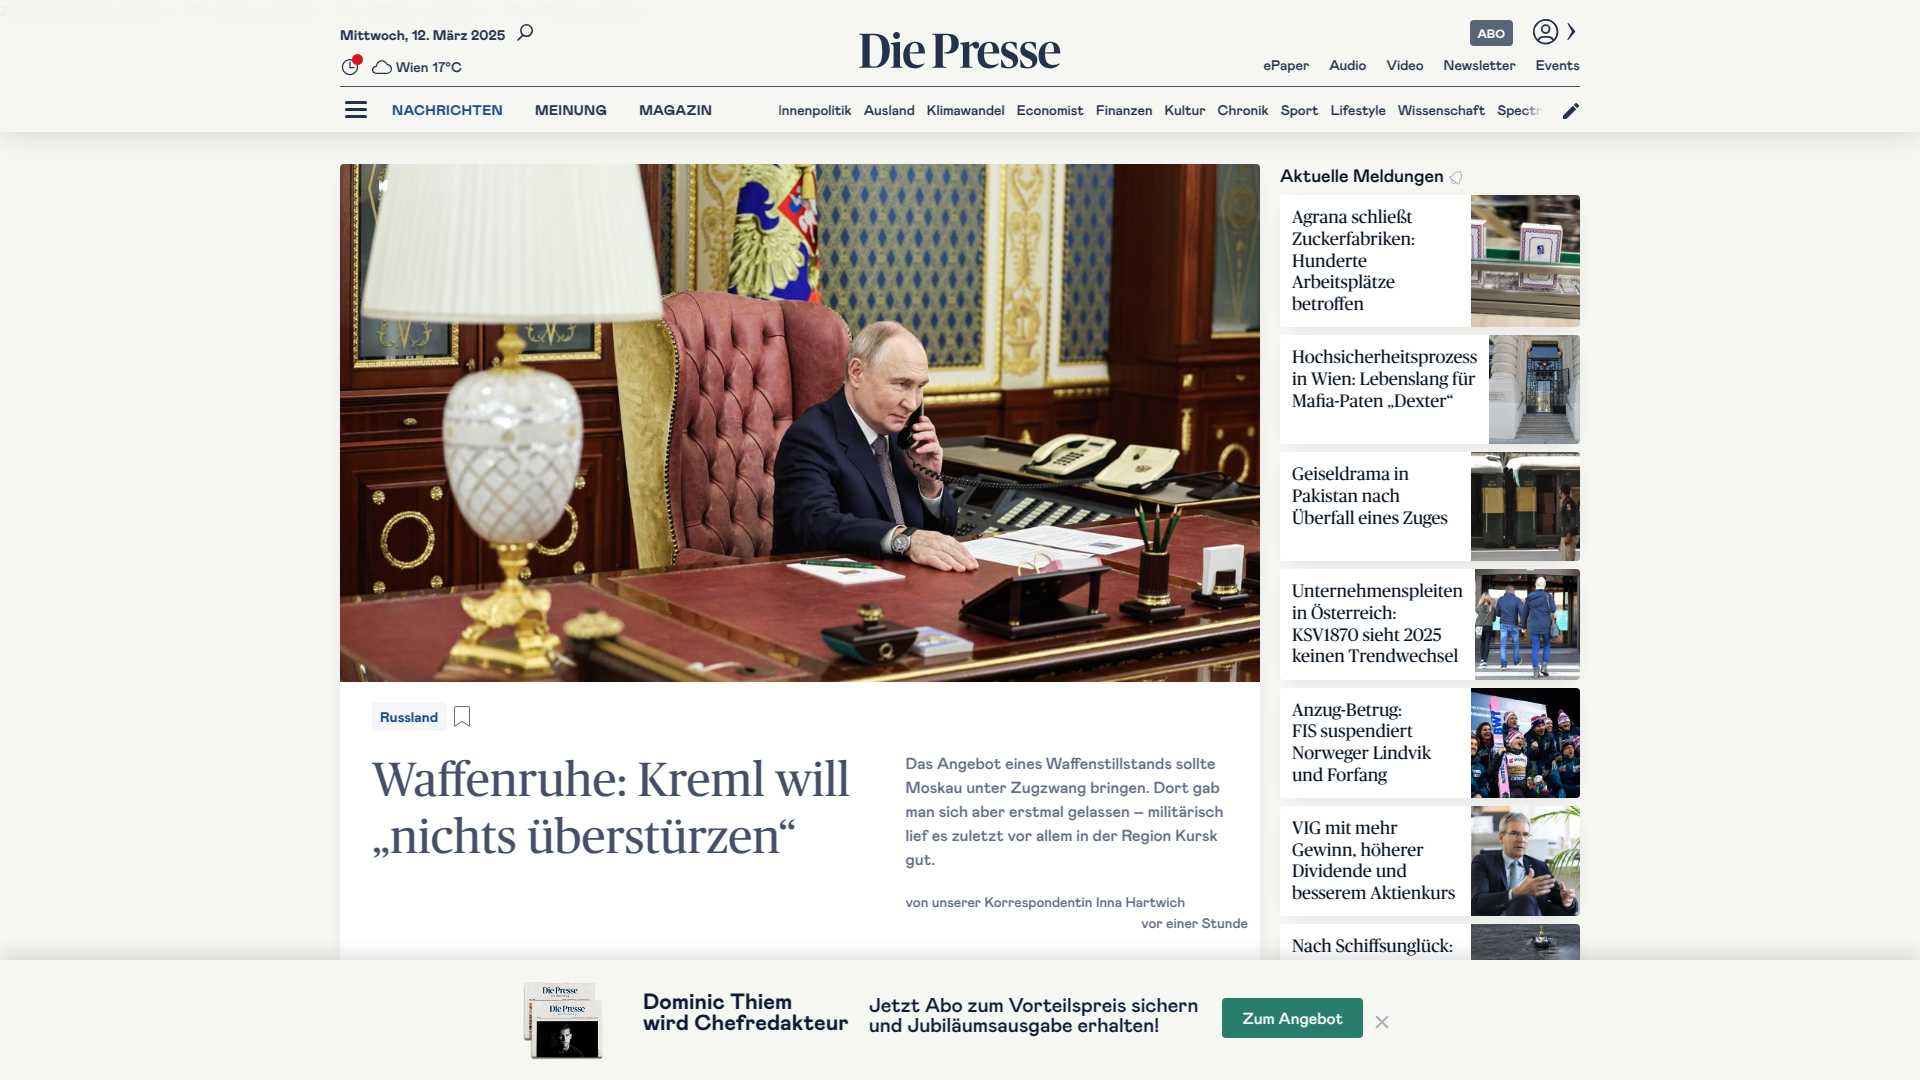 Mittwoch, 12. März 2025
Wien 17°C
Die Presse
ABO
ePaper Audio Video Newsletter Events
NACHRICHTEN MEINUNG MAGAZIN
Innenpolitik Ausland Klimawandel Economist Finanzen Kultur Chronik Sport Lifestyle Wissenschaft Spectr
Russland
Waffenruhe: Kreml will
„nichts überstürzen“
Das Angebot eines Waffenstillstands sollte
Moskau unter Zugzwang bringen. Dort gab
man sich aber erstmal gelassen – militärisch
lief es zuletzt vor allem in der Region Kursk
gut.
von unserer Korrespondentin Inna Hartwich
vor einer Stunde
Aktuelle Meldungen
Agrana schließt
Zuckerfabriken:
Hunderte
Arbeitsplätze
betroffen
Hochsicherheitsprozess
in Wien: Lebenslang für
Mafia-Paten „Dexter“
Geiseldrama in
Pakistan nach
Überfall eines Zuges
Unternehmenspleiten
in Österreich:
KSV1870 sieht 2025
keinen Trendwechsel
Anzug-Betrug:
FIS suspendiert
Norweger Lindvik
und Forfang
VIG mit mehr
Gewinn, höherer
Dividende und
besserem Aktienkurs
Nach Schiffsunglück:
Die Presse
Die Presse
Dominic Thiem
wird Chefredakteur
Jetzt Abo zum Vorteilspreis sichern
und Jubiläumsausgabe erhalten!
Zum Angebot